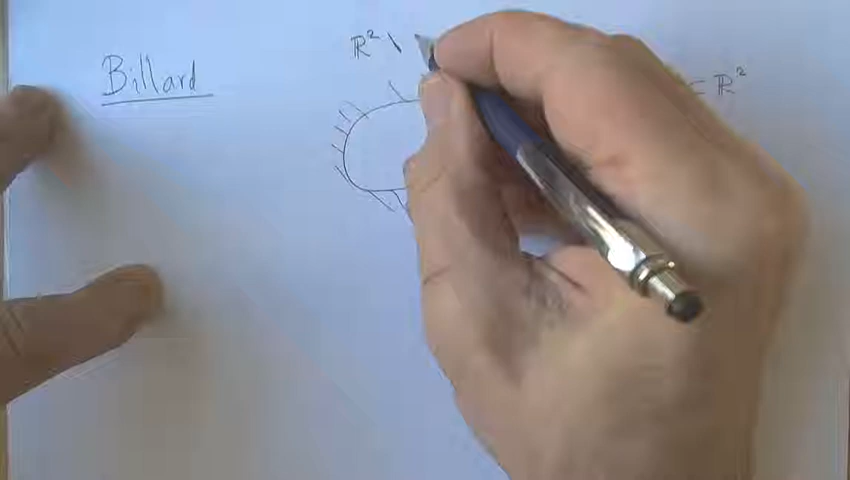 ℝ² \
Billard
⊂ ℝ²